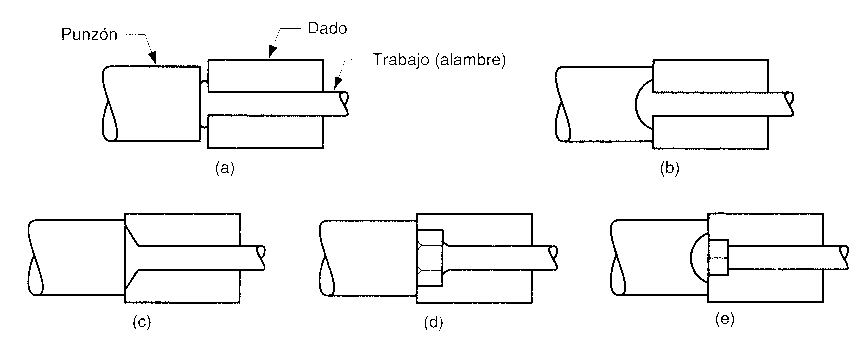 Punzón
Dado
Trabajo (alambre)
(a)
(b)
(c)
(d)
(e)